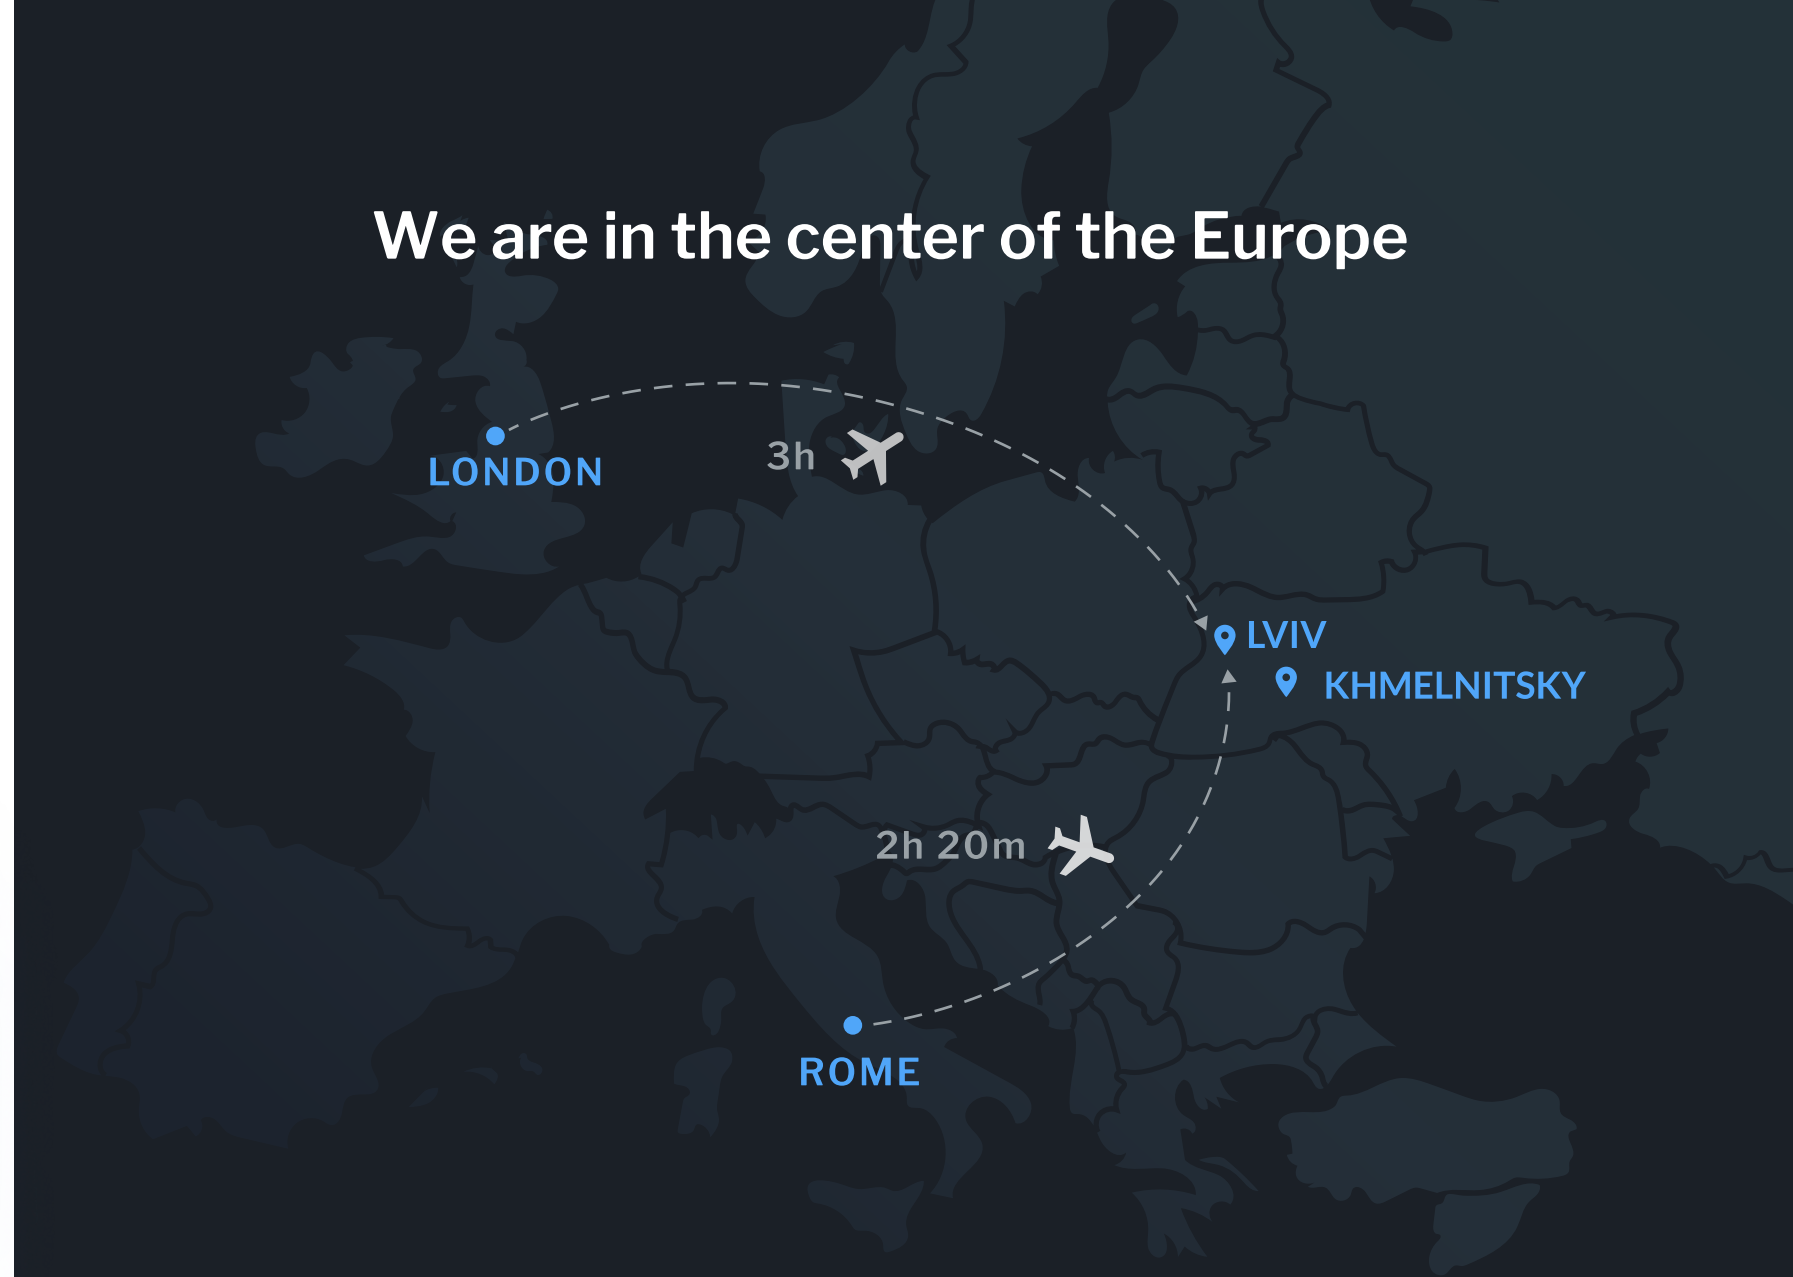 We are in the center of the Europe
3h
LONDON
LVIV
KHMELNITSKY
2h 20m
ROME